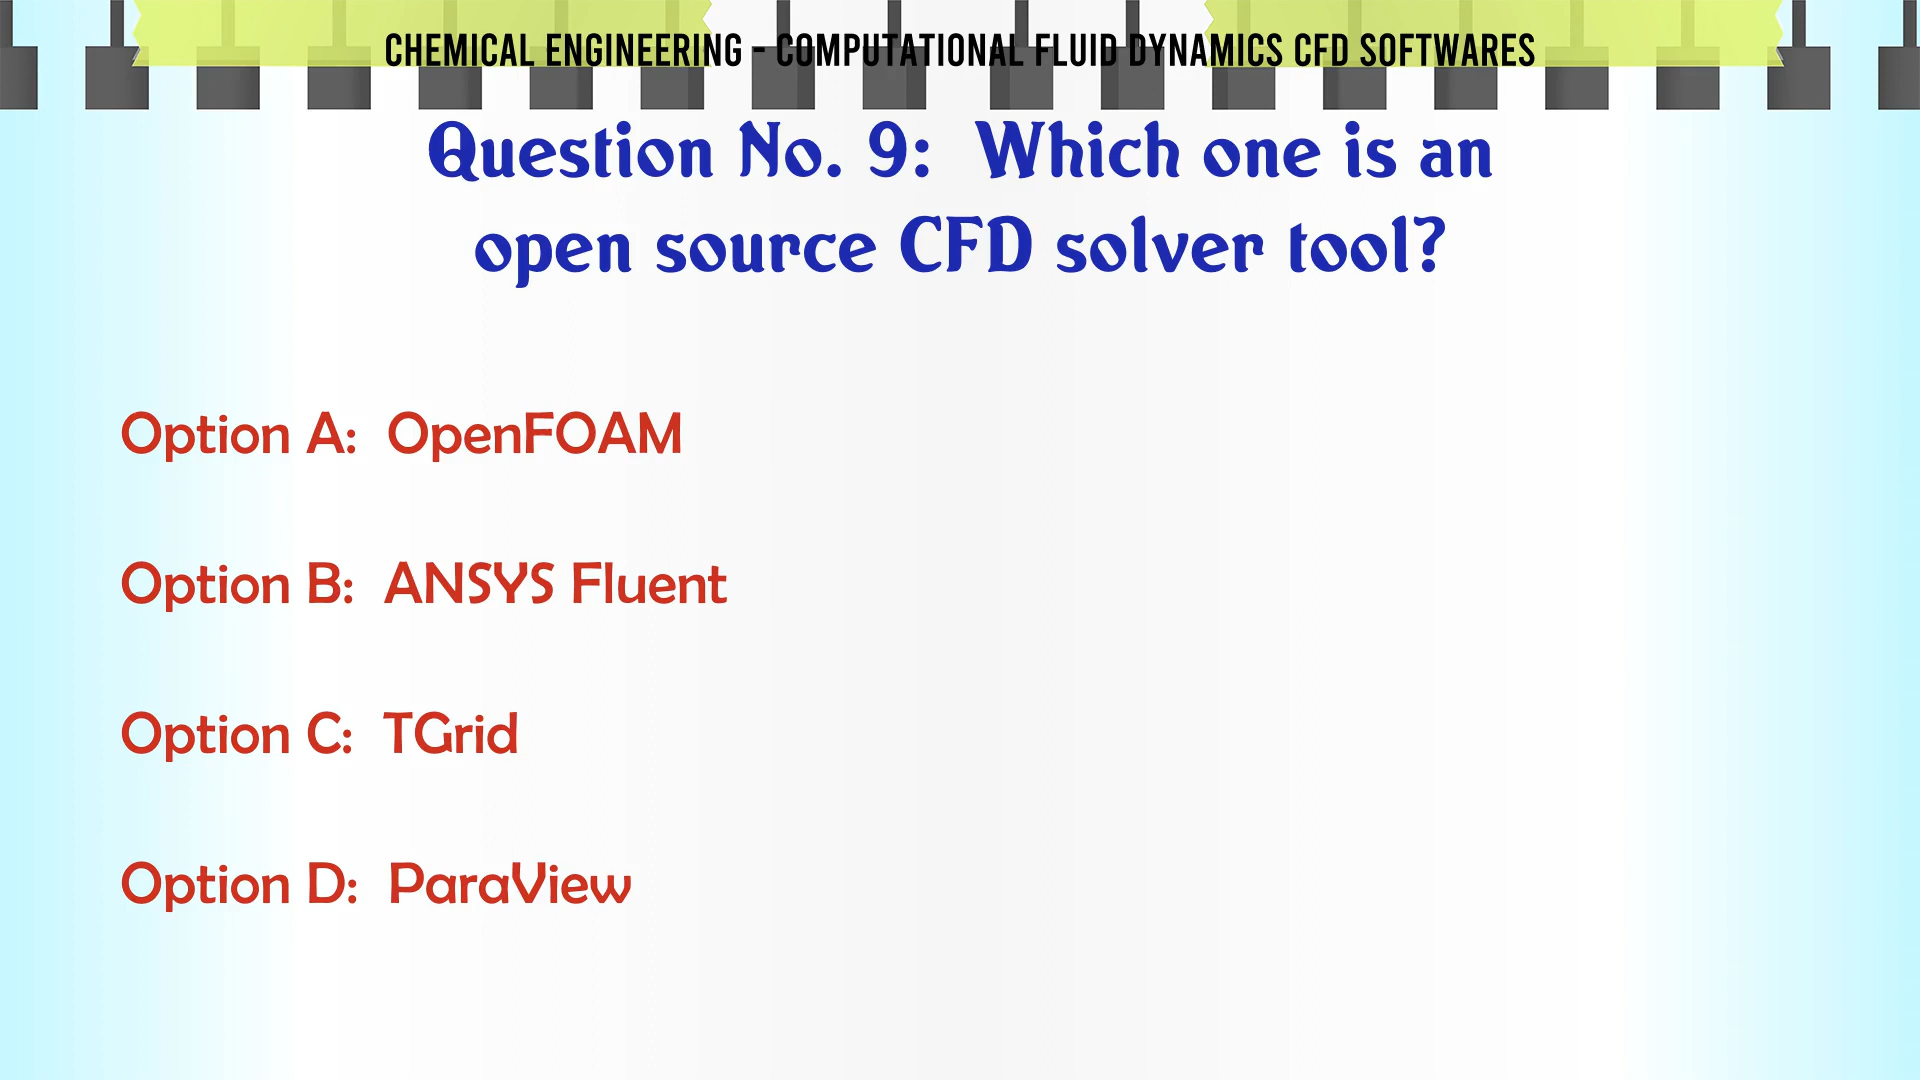 CHEMICAL ENGINEERING - COMPUTATIONAL FLUID DYNAMICS CFD SOFTWARES
Question No. 9: Which one is an
open source CFD solver tool?
Option A: OpenFOAM
Option B: ANSYS Fluent
Option C: TGrid
Option D: ParaView